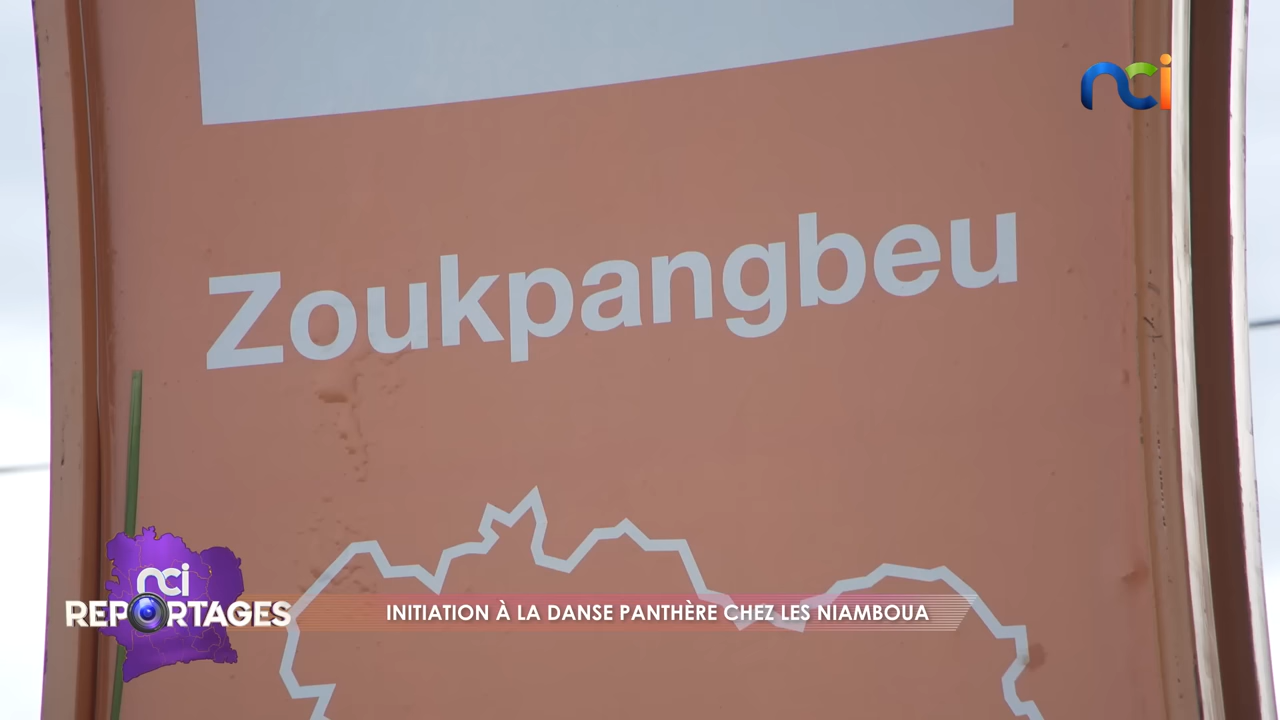 nci
Zoukpangbeu
nci
REPORTAGES
INITIATION À LA DANSE PANTHÈRE CHEZ LES NIAMBOUA